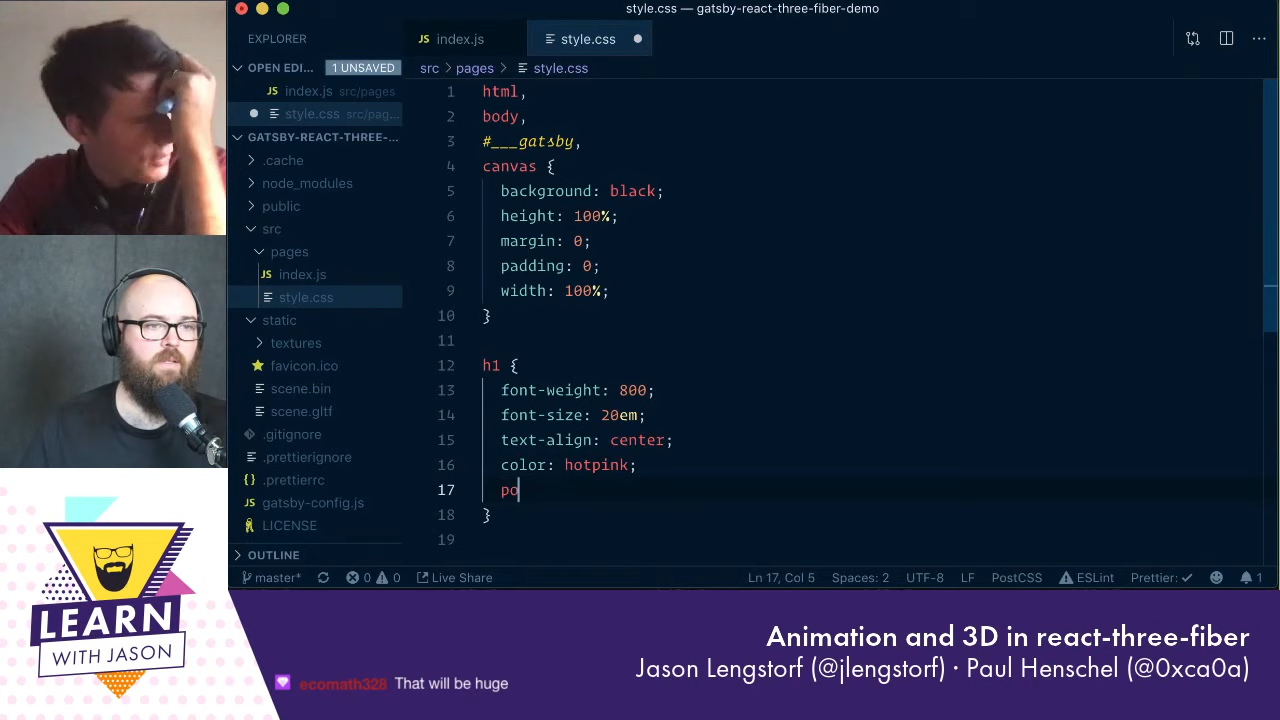 style.css — gatsby-react-three-fiber-demo
EXPLORER
JS index.js
style.css
OPEN EDI... 1 UNSAVED
src > pages > style.css
JS index.js src/pages
style.css src/pag...
GATSBY-REACT-THREE-...
.cache
node_modules
public
src
pages
JS index.js
style.css
static
textures
favicon.ico
scene.bin
scene.gltf
.gitignore
.prettierignore
{ } .prettierrc
JS gatsby-config.js
LICENSE
OUTLINE
1 html,
2 body,
3 #___gatsby,
4 canvas {
5 background: black;
6 height: 100%;
7 margin: 0;
8 padding: 0;
9 width: 100%;
10 }
11
12 h1 {
13 font-weight: 800;
14 font-size: 20em;
15 text-align: center;
16 color: hotpink;
17 po
18 }
19
master* 0 0 Live Share Ln 17, Col 5 Spaces: 2 UTF-8 LF PostCSS ESLint Prettier: ✓ 1
LEARN
WITH JASON
Animation and 3D in react-three-fiber
Jason Lengstorf (@jlengstorf) · Paul Henschel (@0xca0a)
ecomath328 That will be huge